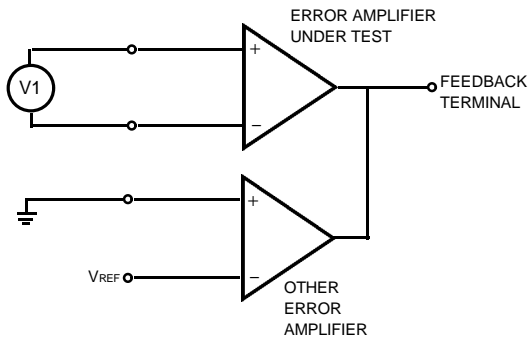 ERROR AMPLIFIER
UNDER TEST
+
V1
FEEDBACK
TERMINAL
−
+
VREF
−
OTHER
ERROR
AMPLIFIER